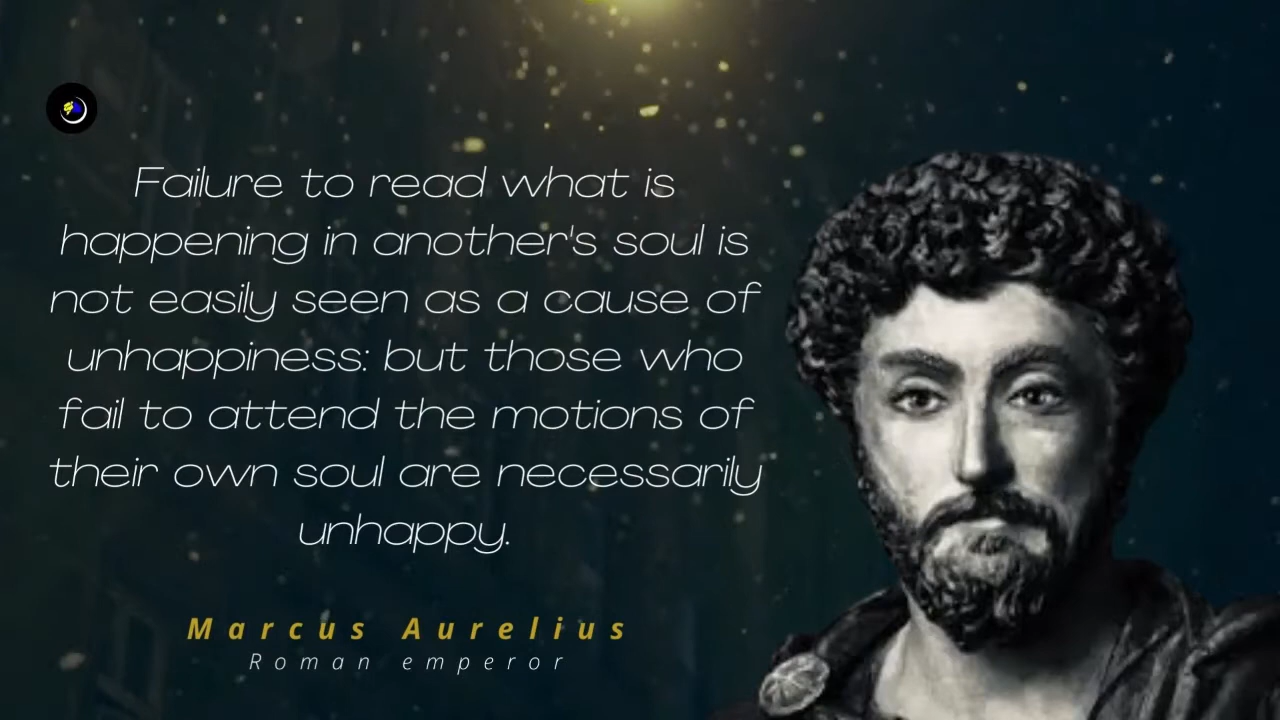 Failure to read what is
happening in another's soul is
not easily seen as a cause of
unhappiness: but those who
fail to attend the motions of
their own soul are necessarily
unhappy.
Marcus Aurelius
Roman emperor